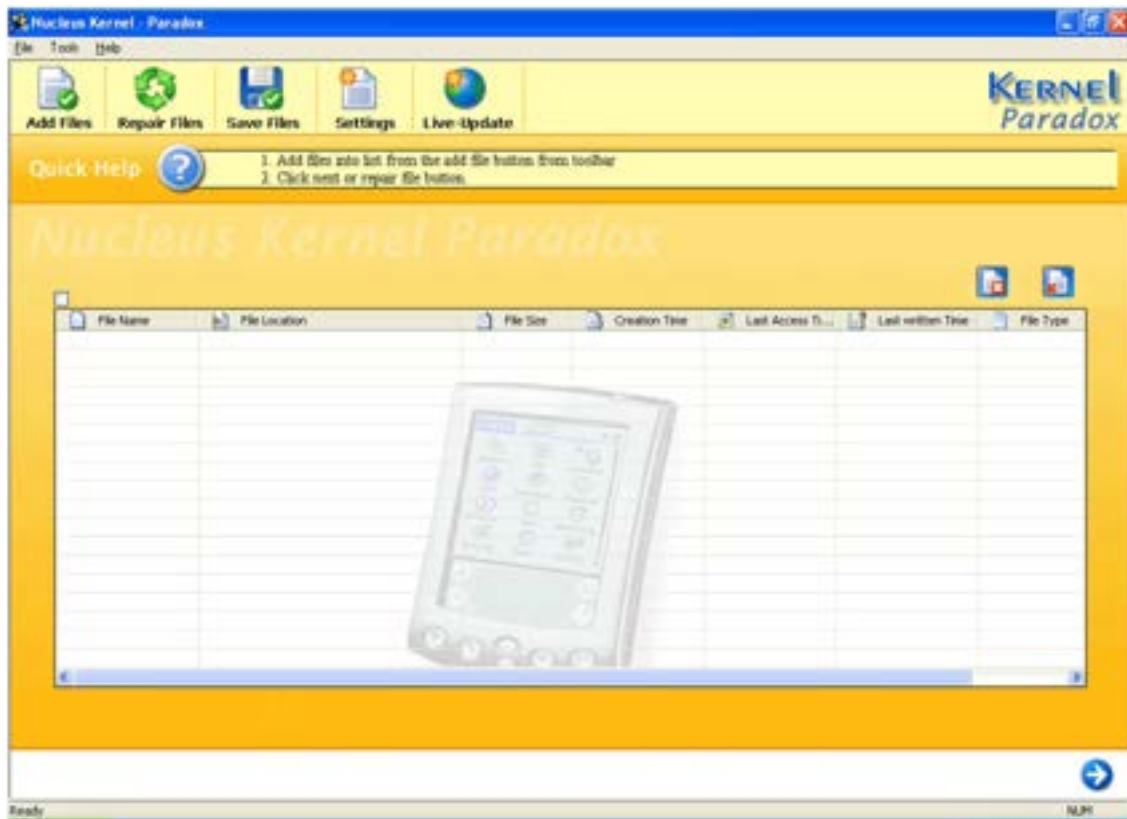 Nucleus Kernel - Paradox
File Tools Help
Add Files Repair Files Save Files Settings Live-Update
KERNEl
Paradox
Quick Help ?
1. Add files into list from the add file button from toolbar
2. Click next or repair file button.
Nucleus Kernel Paradox
File Name File Location File Size Creation Time Last Access Ti... Last written Time File Type
Ready NUM